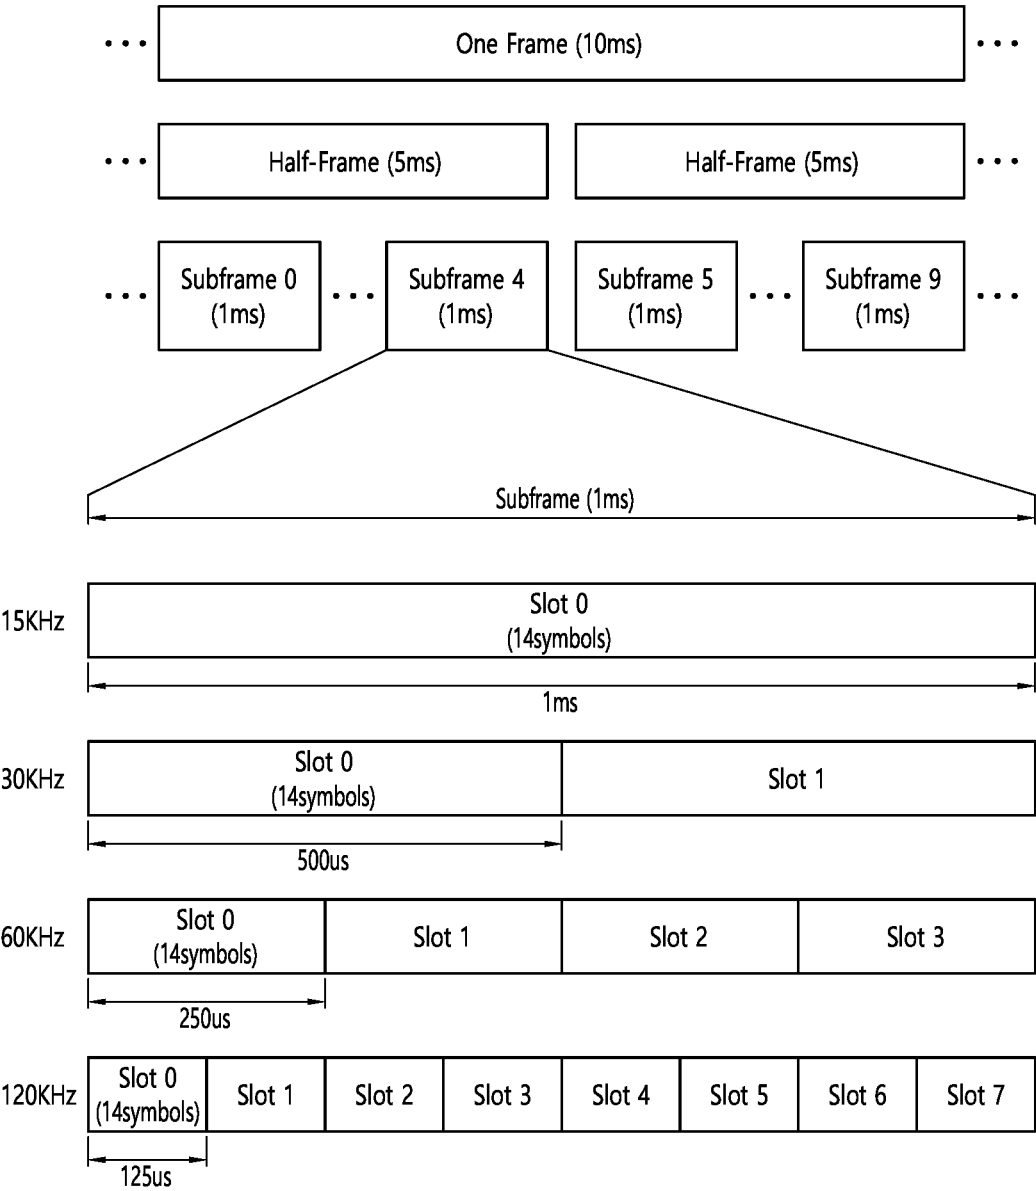 ... One Frame (10ms) ...
... Half-Frame (5ms) Half-Frame (5ms) ...
... Subframe 0 ... Subframe 4 Subframe 5 ... Subframe 9 ...
(1ms) (1ms) (1ms) (1ms)
Subframe (1ms)
15KHz Slot 0
(14symbols)
1ms
30KHz Slot 0 Slot 1
(14symbols)
500us
60KHz Slot 0 Slot 1 Slot 2 Slot 3
(14symbols)
250us
120KHz Slot 0 Slot 1 Slot 2 Slot 3 Slot 4 Slot 5 Slot 6 Slot 7
(14symbols)
125us